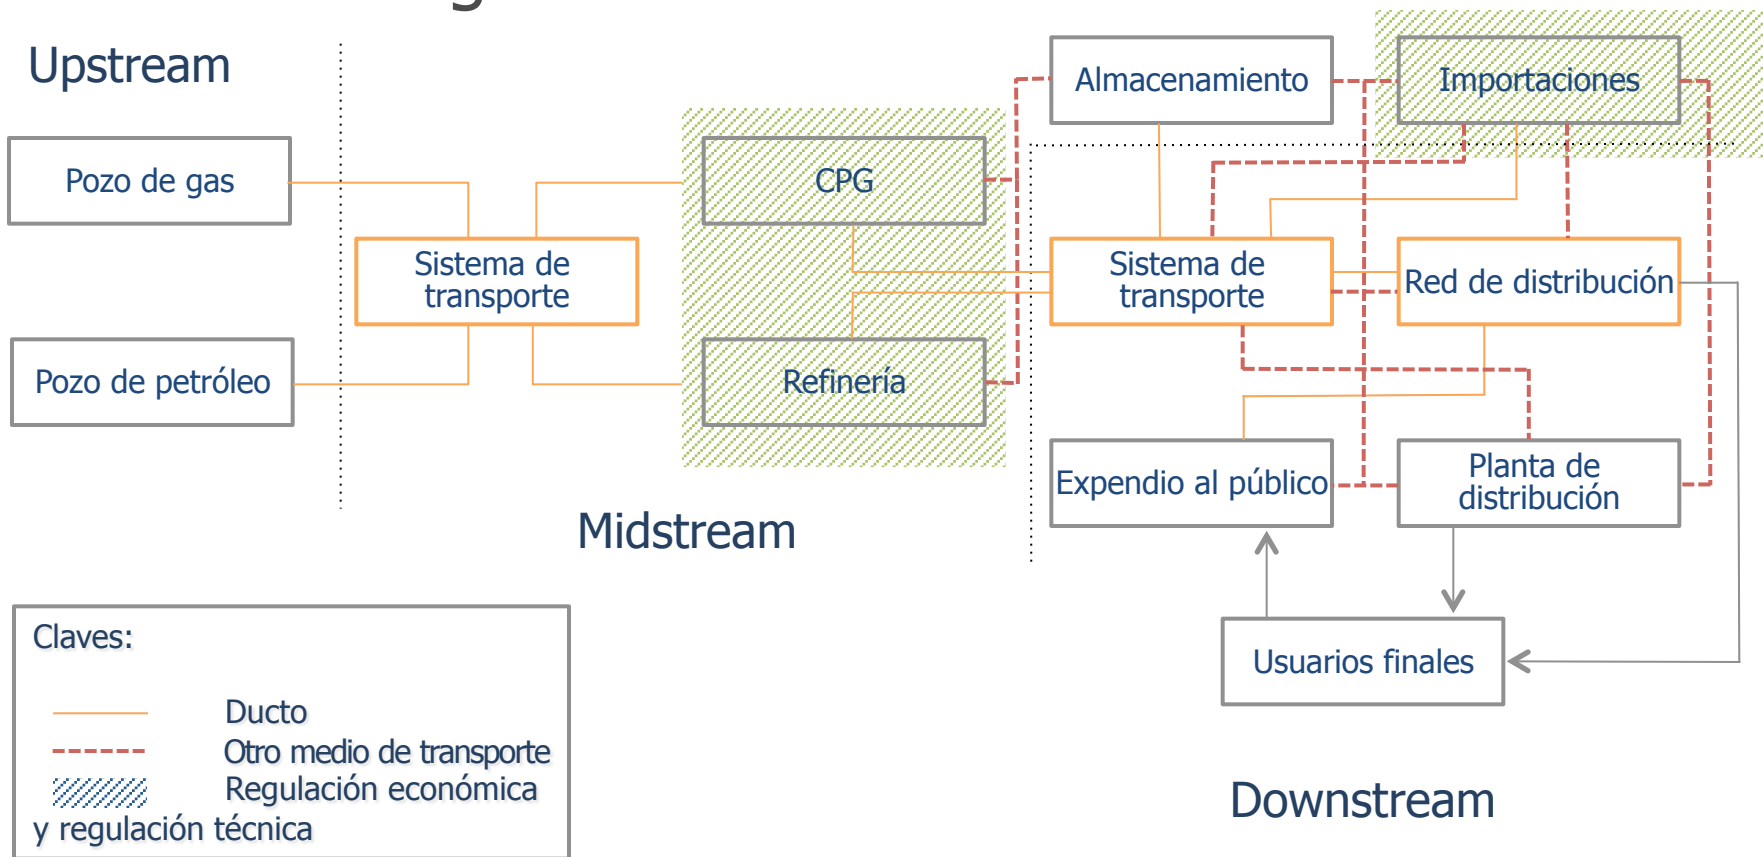 Upstream
Almacenamiento
Importaciones
Pozo de gas
CPG
Sistema de
transporte
Sistema de
transporte
Red de distribución
Pozo de petróleo
Refinería
Expendio al público
Planta de
distribución
Midstream
Usuarios finales
Claves:
Ducto
Otro medio de transporte
Regulación económica
y regulación técnica
Downstream